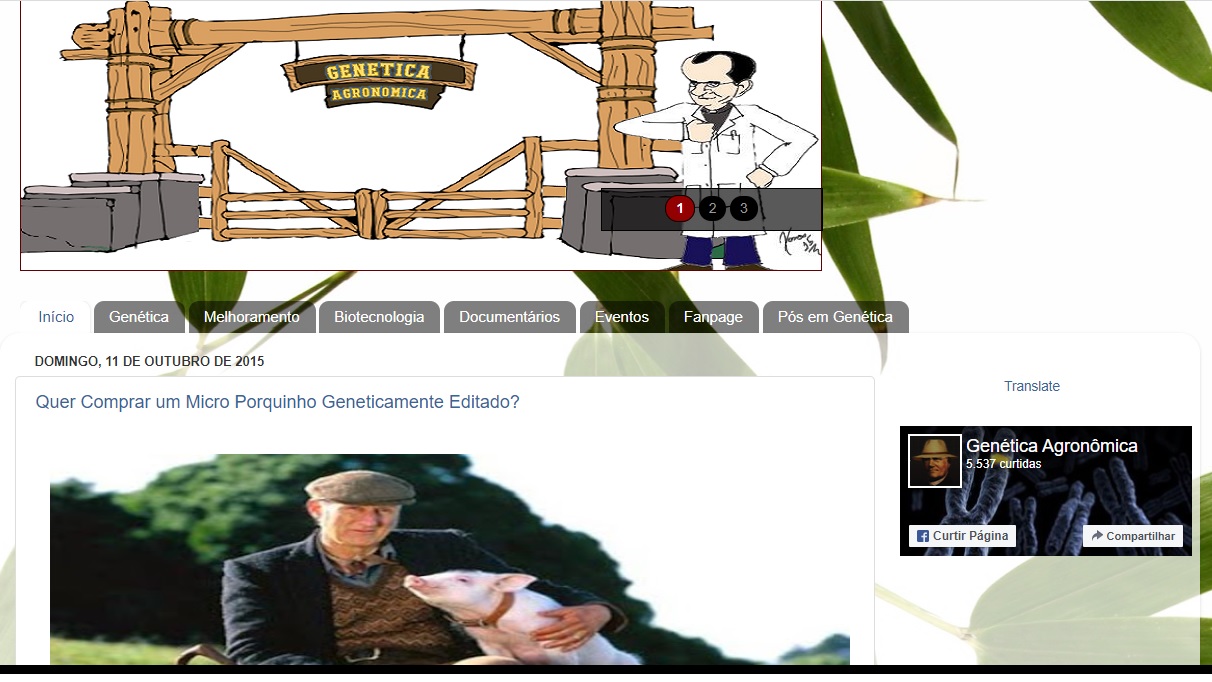 GENETICA
AGRONOMICA
1 2 3
Início Genética Melhoramento Biotecnologia Documentários Eventos Fanpage Pós em Genética
DOMINGO, 11 DE OUTUBRO DE 2015
Quer Comprar um Micro Porquinho Geneticamente Editado?
Translate
Genética Agronômica
5.537 curtidas
Curtir Página
Compartilhar